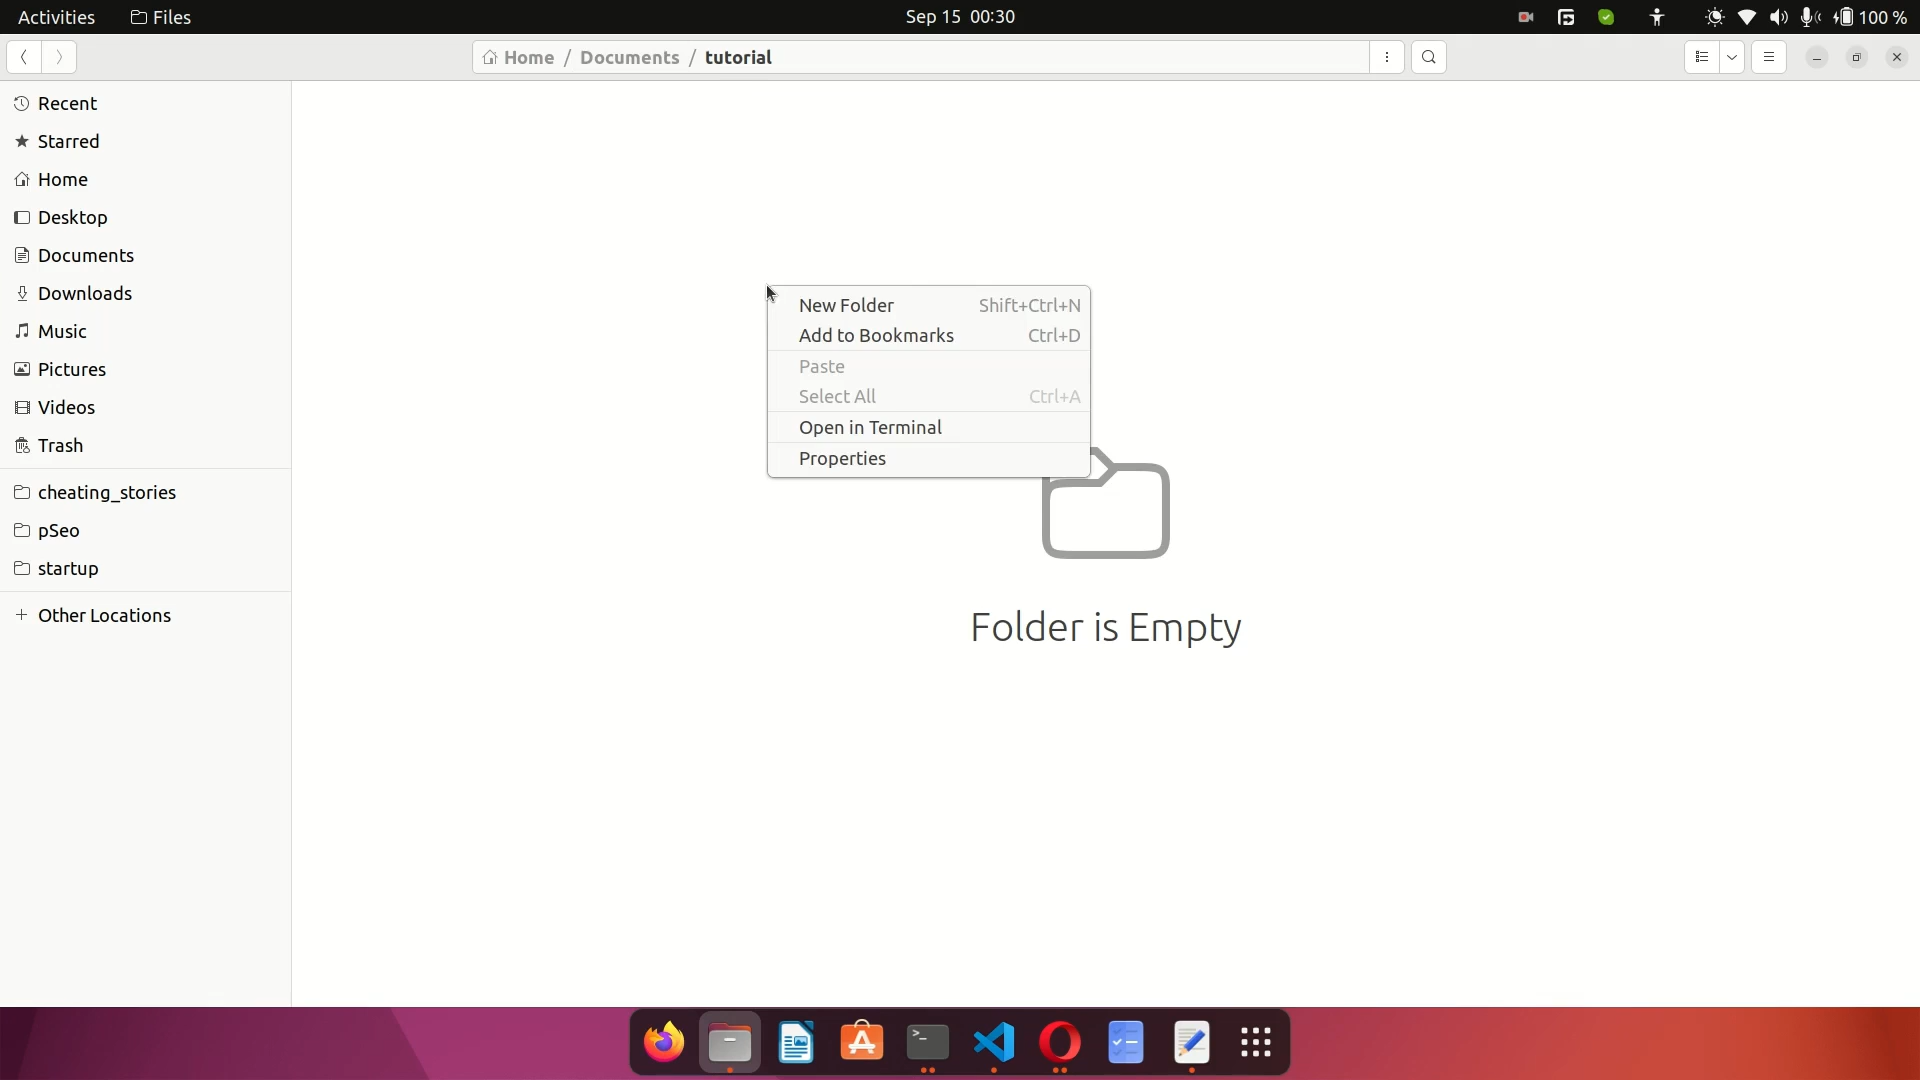 Activities Files Sep 15 00:30 100 %
Home / Documents / tutorial
Recent
Starred
Home
Desktop
Documents
Downloads
Music
Pictures
Videos
Trash
cheating_stories
pSeo
startup
+ Other Locations
New Folder Shift+Ctrl+N
Add to Bookmarks Ctrl+D
Paste
Select All Ctrl+A
Open in Terminal
Properties
Folder is Empty